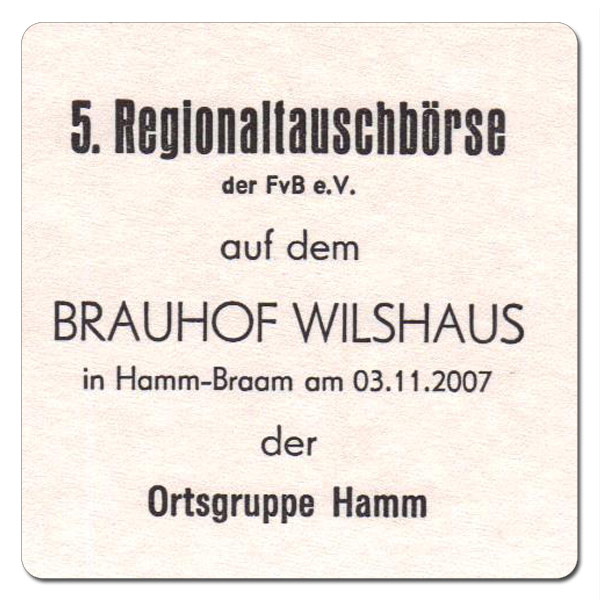 5. Regionaltauschbörse
der FvB e.V.
auf dem
BRAUHOF WILSHAUS
in Hamm-Braam am 03.11.2007
der
Ortsgruppe Hamm